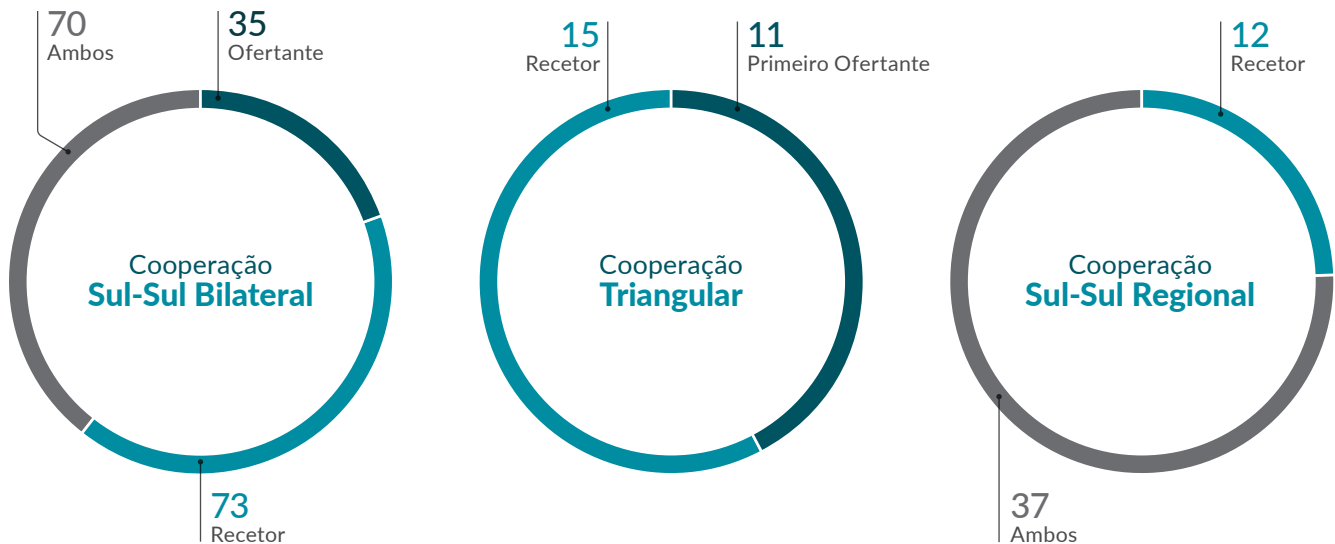 70
Ambos
35
Ofertante
Cooperação
Sul-Sul Bilateral
73
Recetor
15
Recetor
11
Primeiro Ofertante
Cooperação
Triangular
12
Recetor
Cooperação
Sul-Sul Regional
37
Ambos